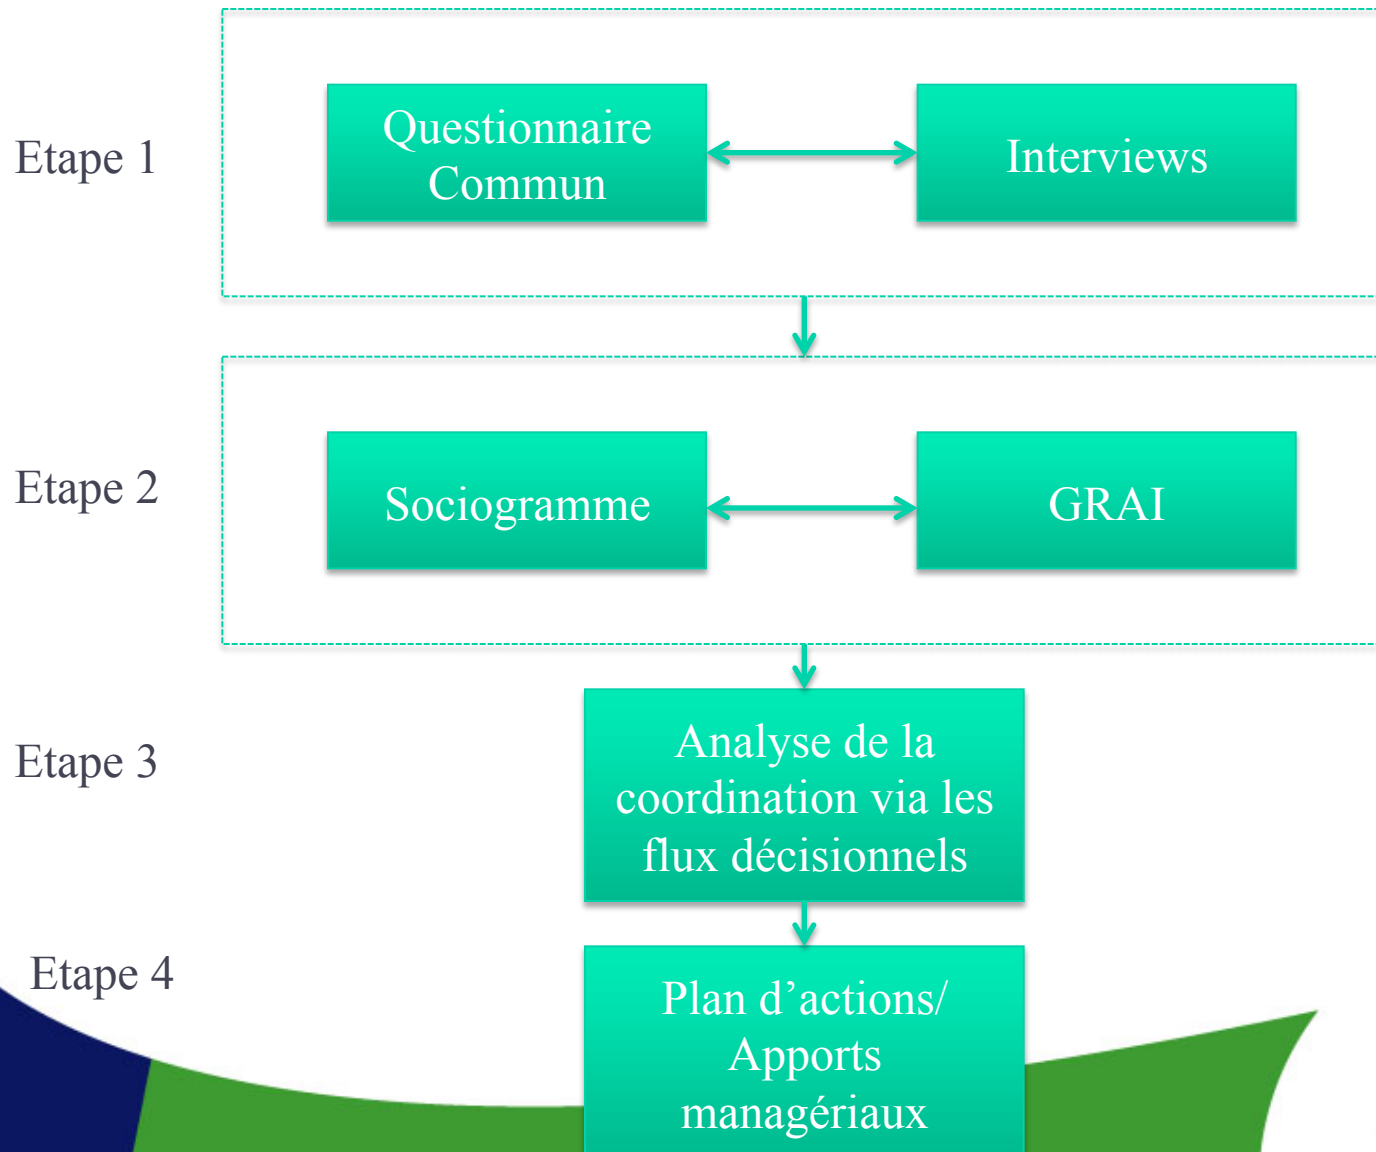 Etape 1
Questionnaire
Commun
Interviews
Etape 2
Sociogramme
GRAI
Etape 3
Analyse de la
coordination via les
flux décisionnels
Etape 4
Plan d’actions/
Apports
managériaux